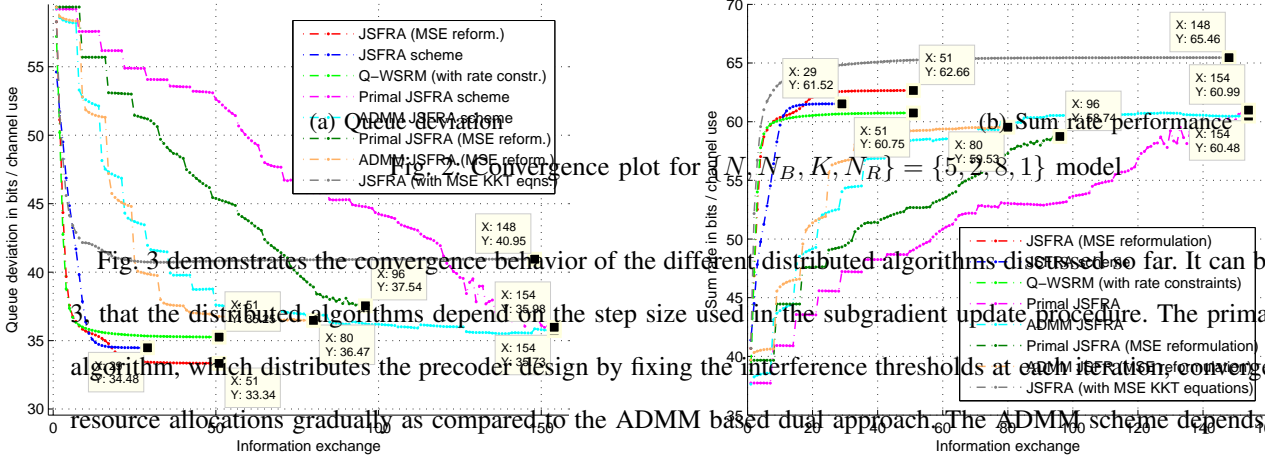 70
65
60
55
50
45
40
35
0
20
40
60
80
100
120
140
Sum rate in bits / channel use
Information exchange
X: 29
Y: 61.52
X: 51
Y: 62.66
X: 148
Y: 65.46
X: 154
Y: 60.99
X: 96
Y: 58.74
X: 51
Y: 60.75
X: 80
Y: 59.53
X: 154
Y: 60.48
JSFRA (MSE reformulation)
JSFRA scheme
Q−WSRM (with rate constraints)
Primal JSFRA
ADMM JSFRA
Primal JSFRA (MSE reformulation)
ADMM JSFR (MSE reformulation)
JSFRA (with MSE KKT equations)
(b) Sum rate performance
55
50
45
40
35
30
0
50
100
150
Queue deviation in bits / channel use
Information exchange
JSFRA (MSE reform.)
JSFRA scheme
Q−WSRM (with rate constr.)
Primal JSFRA scheme
ADMM JSFRA scheme
Primal JSFRA (MSE reform.)
ADMM JSFRA (MSE reform.)
JSFRA (with MSE KKT eqns.)
X: 148
Y: 40.95
X: 96
Y: 37.54
X: 154
Y: 35.98
X: 51
X: 80
Y: 36.47
X: 154
Y: 35.73
Y: 34.48
X: 51
Y: 33.34
(a) Queue deviation
Fig. 2. Convergence plot for {N, N_B, K, N_R} = {5, 2, 8, 1} model
Fig. 3 demonstrates the convergence behavior of the different distributed algorithms discussed so far. It can b
3, that the distributed algorithms depend on the step size used in the subgradient update procedure. The prima
algorithm, which distributes the precoder design by fixing the interference thresholds at each iteration, converge
resource allocations gradually as compared to the ADMM based dual approach. The ADMM scheme depends